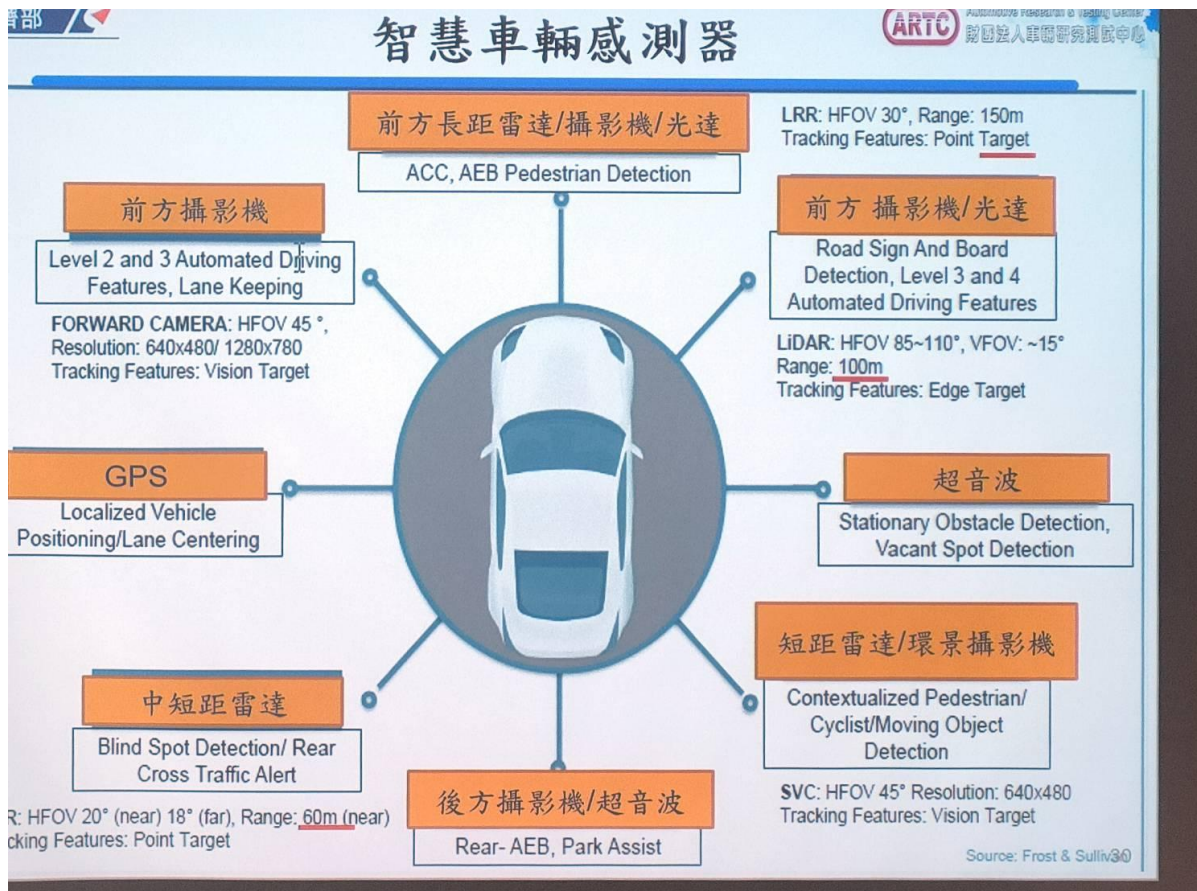 智慧車輛感測器
ARTC
財團法人車輛研究測試中心
前方長距雷達/攝影機/光達
ACC, AEB Pedestrian Detection
LRR: HFOV 30°, Range: 150m
Tracking Features: Point Target
前方攝影機
Level 2 and 3 Automated Driving
Features, Lane Keeping
FORWARD CAMERA: HFOV 45 °,
Resolution: 640x480/ 1280x780
Tracking Features: Vision Target
前方 攝影機/光達
Road Sign And Board
Detection, Level 3 and 4
Automated Driving Features
LiDAR: HFOV 85~110°, VFOV: ~15°
Range: 100m
Tracking Features: Edge Target
GPS
Localized Vehicle
Positioning/Lane Centering
超音波
Stationary Obstacle Detection,
Vacant Spot Detection
中短距雷達
Blind Spot Detection/ Rear
Cross Traffic Alert
R: HFOV 20° (near) 18° (far), Range: 60m (near)
cking Features: Point Target
後方攝影機/超音波
Rear- AEB, Park Assist
短距雷達/環景攝影機
Contextualized Pedestrian/
Cyclist/Moving Object
Detection
SVC: HFOV 45° Resolution: 640x480
Tracking Features: Vision Target
Source: Frost & Sullivan
30